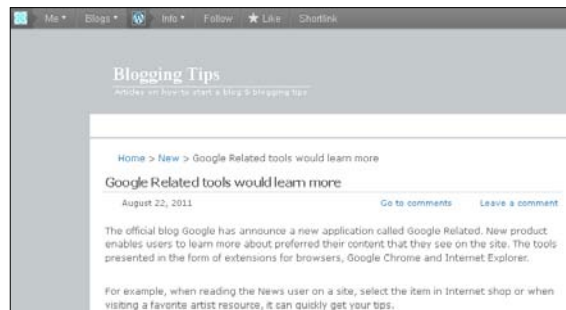 Me Blogs Info Follow Like Shortlink
Blogging Tips
Articles on how to start a blog & blogging tips
Home > New > Google Related tools would learn more
Google Related tools would learn more
August 22, 2011 Go to comments Leave a comment
The official blog Google has announce a new application called Google Related. New product
enables users to learn more about preferred their content that they see on the site. The tools
presented in the form of extensions for browsers, Google Chrome and Internet Explorer.
For example, when reading the News user on a site, select the item in Internet shop or when
visiting a favorite artist resource, it can quickly get your tips.